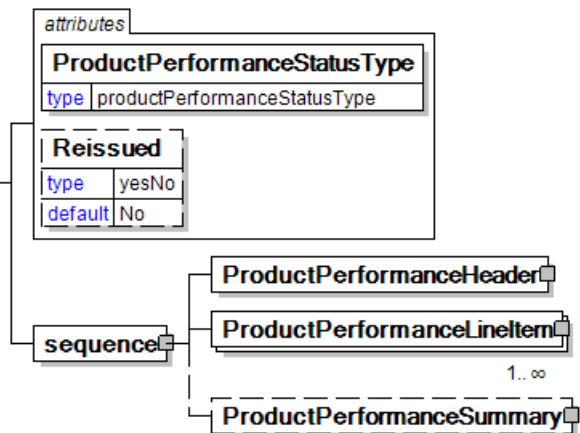 attributes
ProductPerformanceStatusType
type productPerformanceStatusType
Reissued
type yesNo
default No
ProductPerformanceHeader
sequence
ProductPerformanceLineItem
1..∞
ProductPerformanceSummary